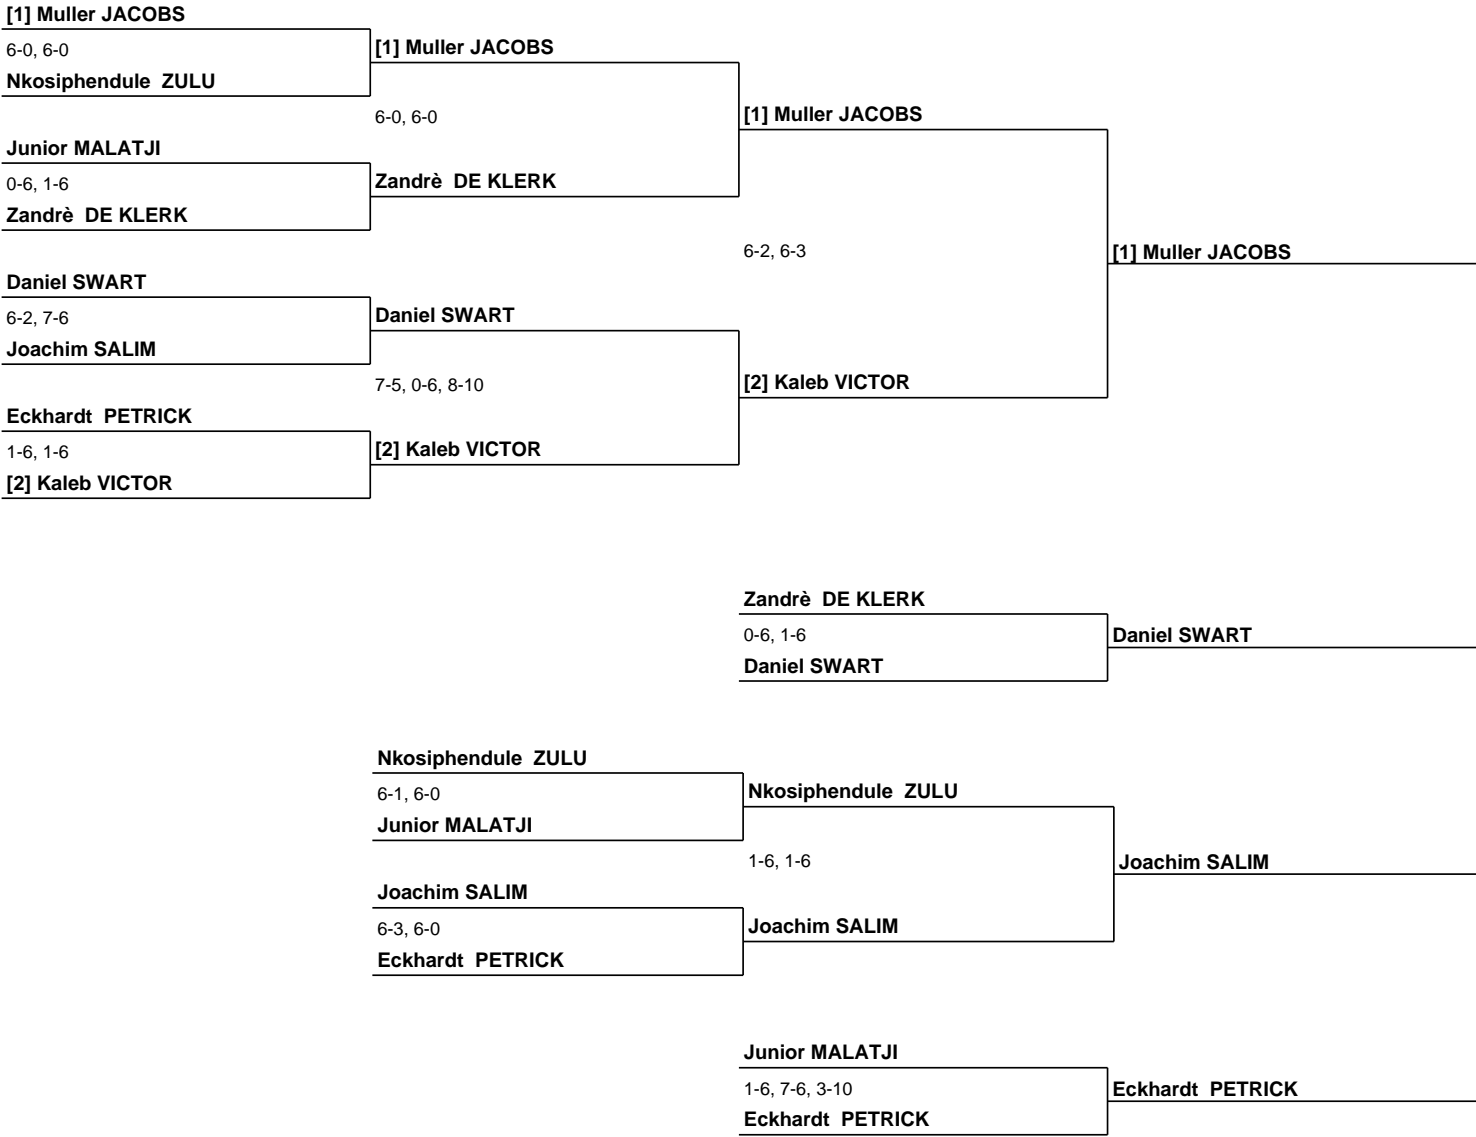 [1] Muller JACOBS
6-0, 6-0
[1] Muller JACOBS
Nkosiphendule  ZULU
6-0, 6-0
[1] Muller JACOBS
Junior MALATJI
0-6, 1-6
Zandrè  DE KLERK
Zandrè  DE KLERK
6-2, 6-3
[1] Muller JACOBS
Daniel SWART
6-2, 7-6
Daniel SWART
Joachim SALIM
7-5, 0-6, 8-10
[2] Kaleb VICTOR
Eckhardt  PETRICK
1-6, 1-6
[2] Kaleb VICTOR
[2] Kaleb VICTOR
Zandrè  DE KLERK
0-6, 1-6
Daniel SWART
Daniel SWART
Nkosiphendule  ZULU
6-1, 6-0
Nkosiphendule  ZULU
Junior MALATJI
1-6, 1-6
Joachim SALIM
Joachim SALIM
6-3, 6-0
Joachim SALIM
Eckhardt  PETRICK
Junior MALATJI
1-6, 7-6, 3-10
Eckhardt  PETRICK
Eckhardt  PETRICK